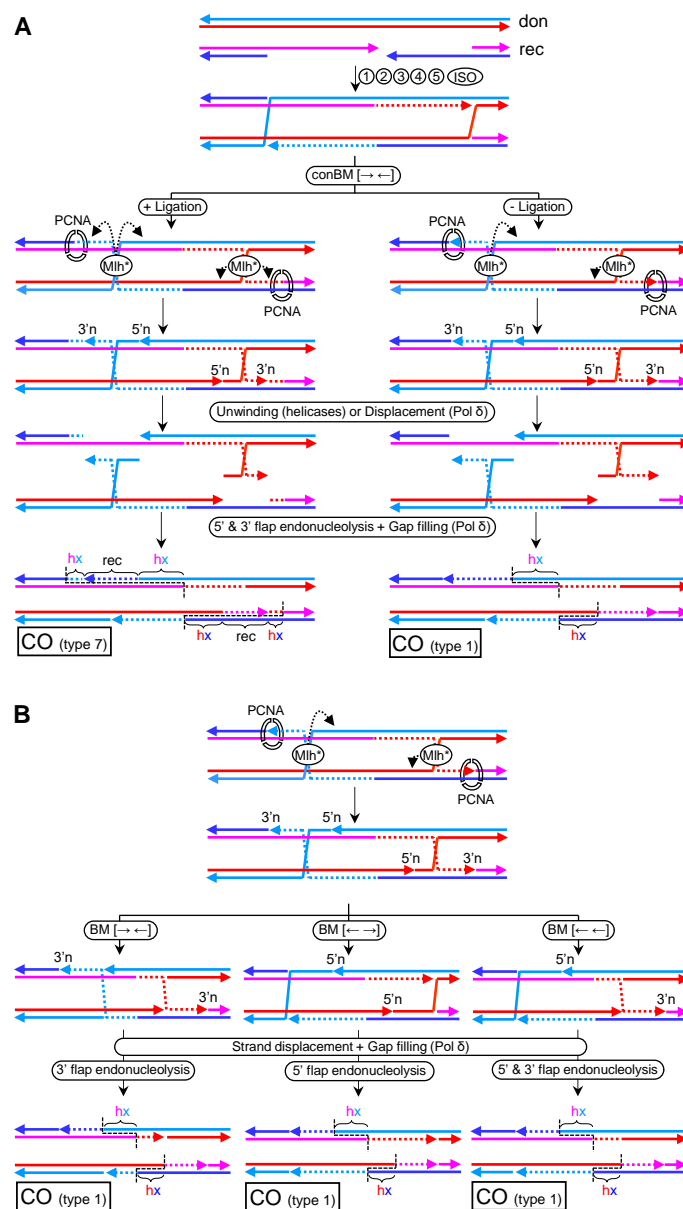 A
don
rec
1 2 3 4 5 ISO
conBM [→ ←]
+ Ligation
- Ligation
PCNA
PCNA
Mlh*
Mlh*
Mlh*
Mlh*
PCNA
PCNA
3'n 5'n
3'n 5'n
5'n 3'n
5'n 3'n
Unwinding (helicases) or Displacement (Pol δ)
5' & 3' flap endonucleolysis + Gap filling (Pol δ)
hx rec hx
hx
CO (type 7)
hx rec hx
CO (type 1)
hx
B
PCNA
Mlh*
Mlh*
PCNA
3'n 5'n
5'n 3'n
BM [→ ←]
BM [← →]
BM [← ←]
3'n
5'n
5'n
3'n
5'n
3'n
Strand displacement + Gap filling (Pol δ)
3' flap endonucleolysis
5' flap endonucleolysis
5' & 3' flap endonucleolysis
hx
hx
hx
CO (type 1)
hx
CO (type 1)
hx
CO (type 1)
hx